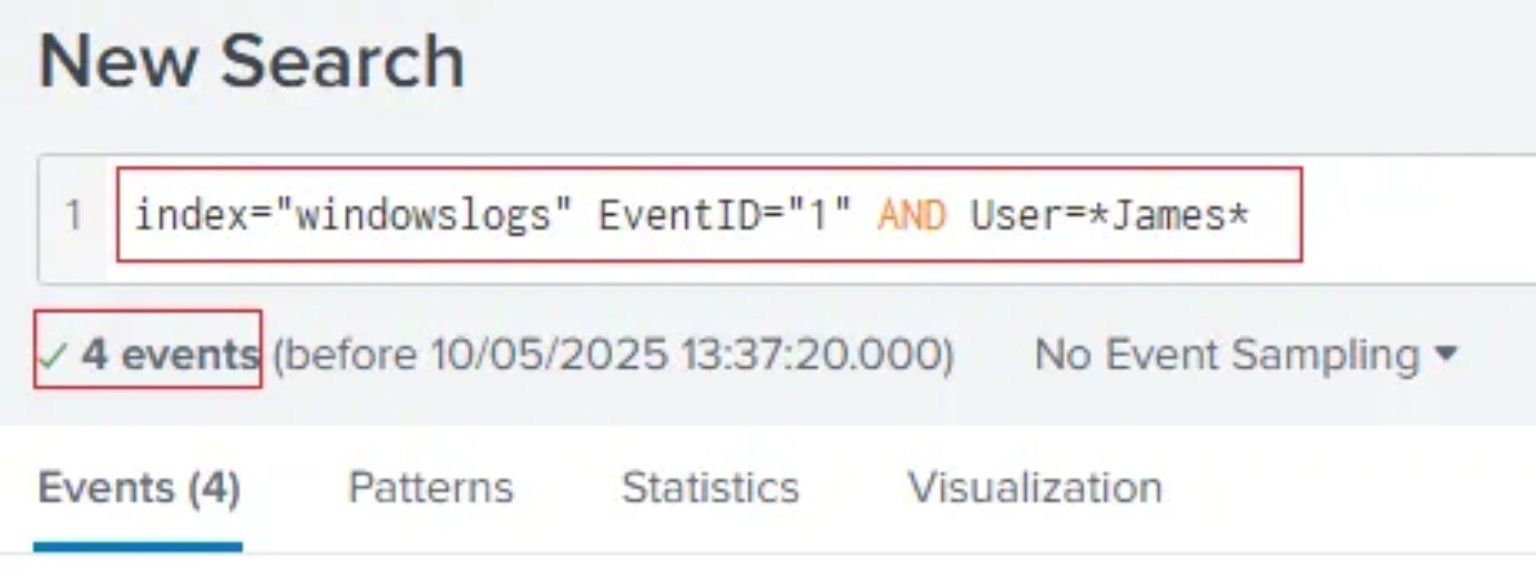 New Search
1 index="windowslogs" EventID="1" AND User=*James*
4 events (before 10/05/2025 13:37:20.000) No Event Sampling
Events (4) Patterns Statistics Visualization